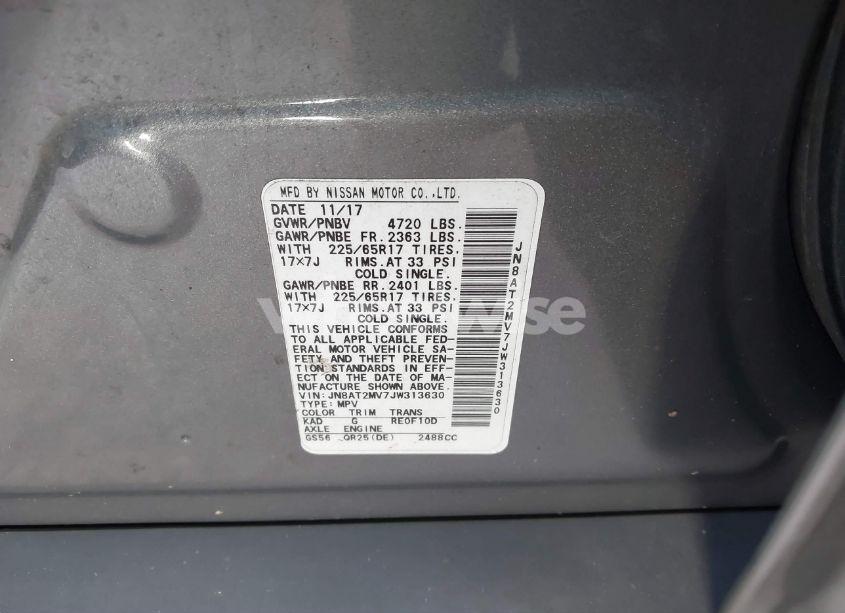 MFD BY NISSAN MOTOR CO.,LTD.
DATE 11/17
GVWR/PNBV 4720 LBS.
GAWR/PNBE FR. 2363 LBS.
WITH 225/65R17 TIRES.
17×7J RIMS.AT 33 PSI
COLD SINGLE.
GAWR/PNBE RR. 2401 LBS.
WITH 225/65R17 TIRES.
17×7J RIMS.AT 33 PSI
COLD SINGLE.
THIS VEHICLE CONFORMS
TO ALL APPLICABLE FED-
ERAL MOTOR VEHICLE SA-
FETY AND THEFT PREVEN-
TION STANDARDS IN EFF-
ECT ON THE DATE OF MA-
NUFACTURE SHOWN ABOVE.
VIN:JN8AT2MV7JW313630
TYPE:MPV
COLOR TRIM TRANS
KAD G RE0F10D
AXLE ENGINE
GS56 QR25(DE) 2488CC
JN8AT2MV7JW313630